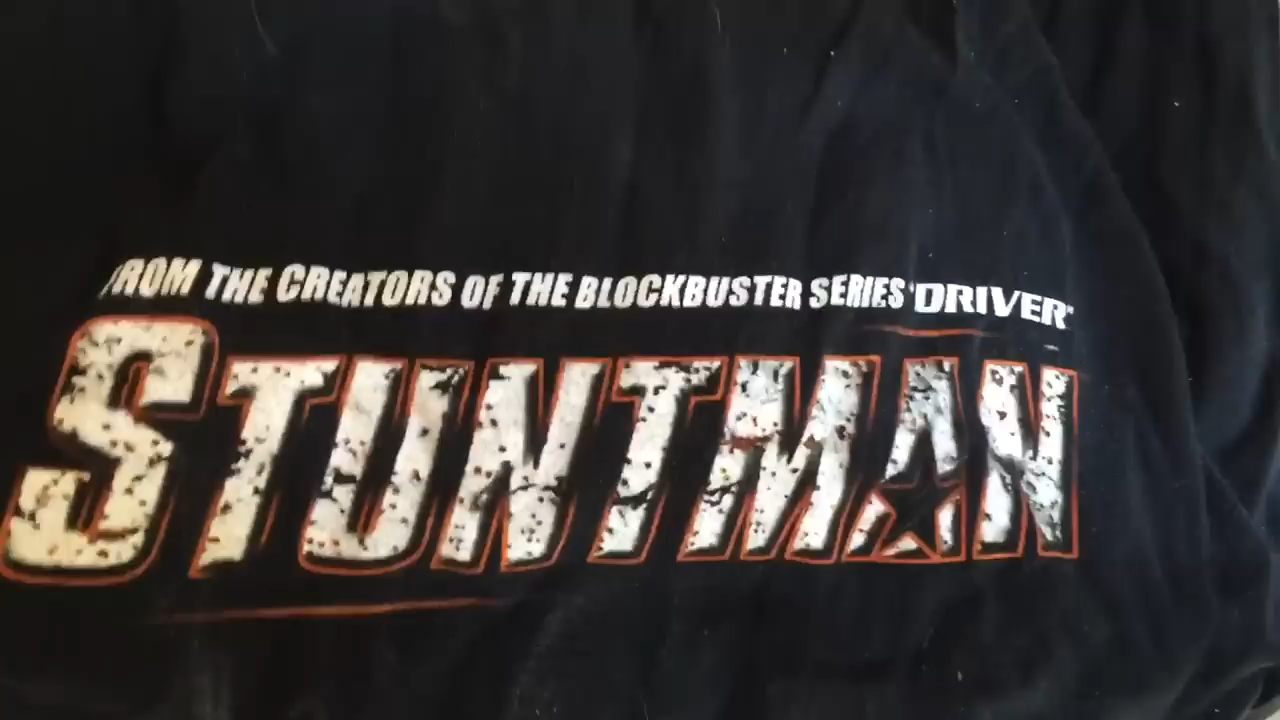 FROM THE CREATORS OF THE BLOCKBUSTER SERIES 'DRIVER'
STUNTMAN